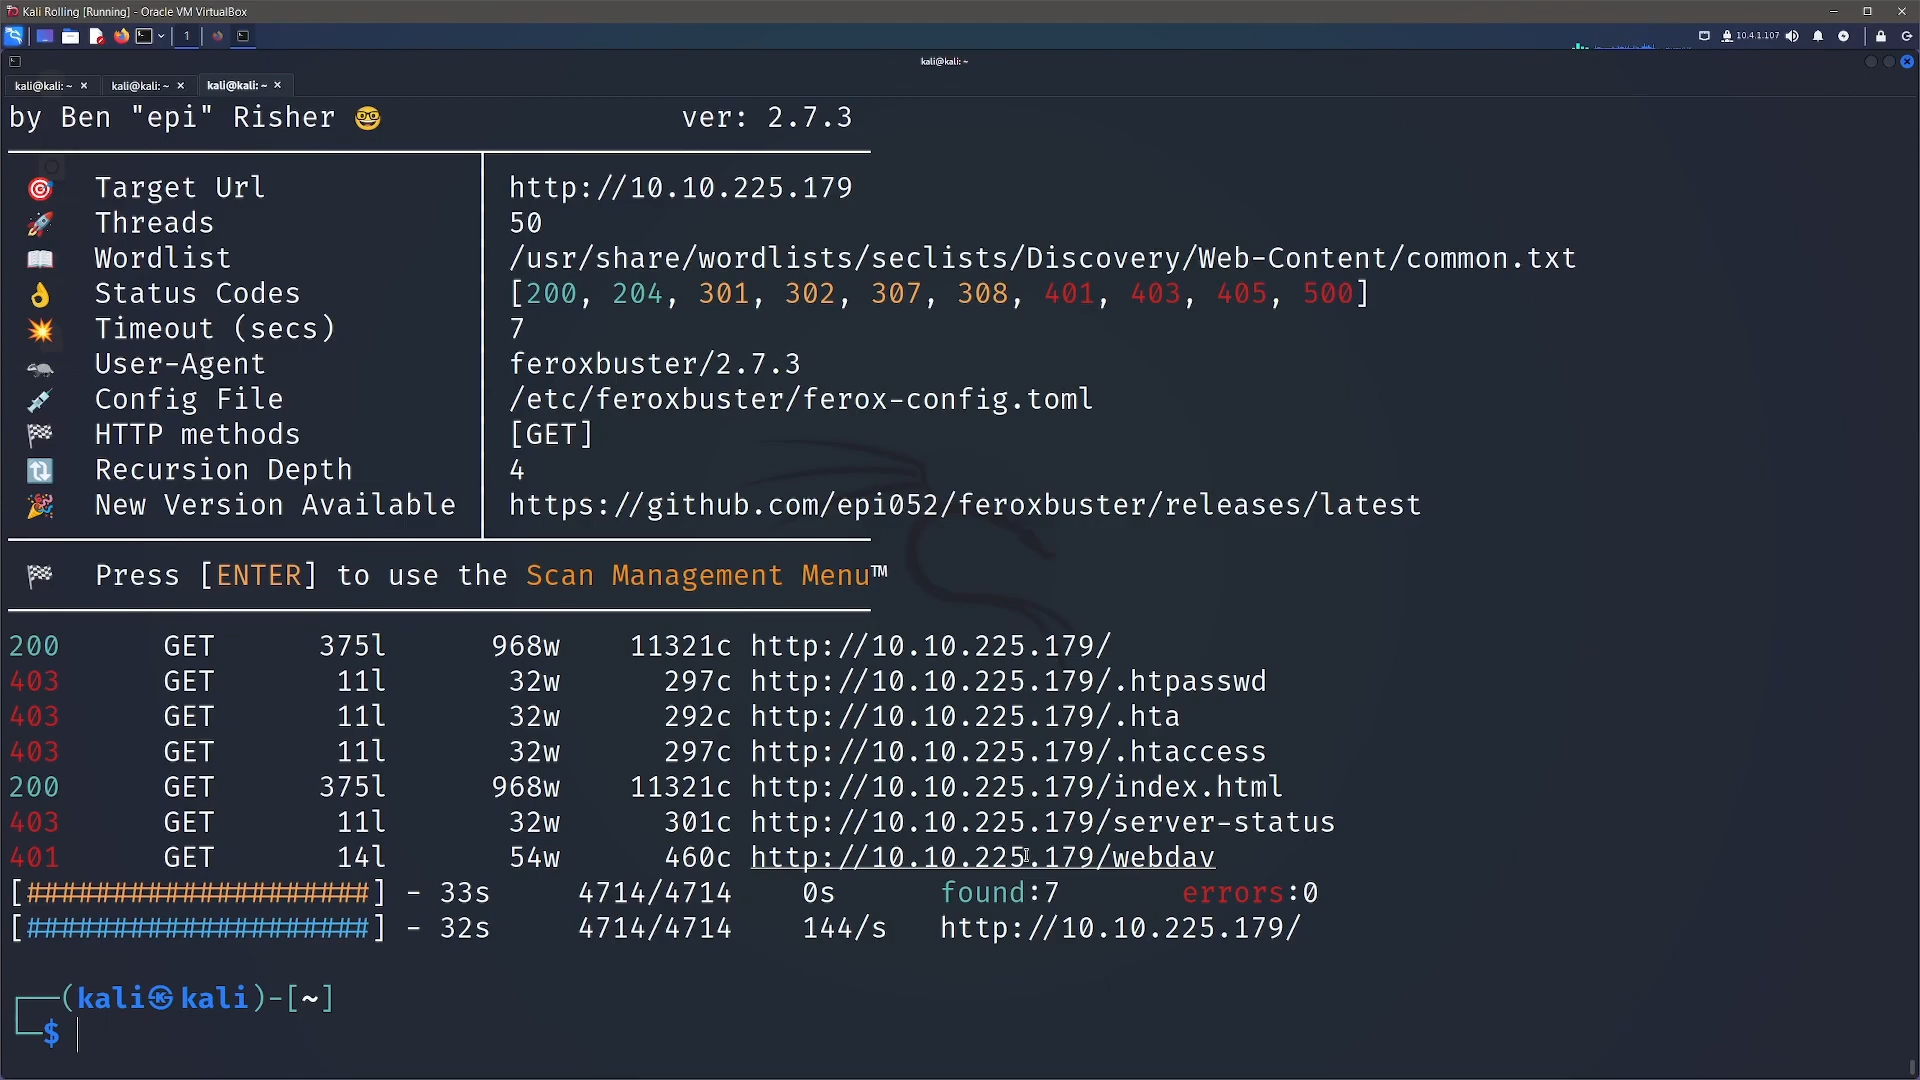 Kali Rolling [Running] - Oracle VM VirtualBox
1
10.4.1.107
kali@kali: ~
kali@kali: ~ × kali@kali: ~ × kali@kali: ~ ×
by Ben "epi" Risher 🤓 ver: 2.7.3
🎯 Target Url │ http://10.10.225.179
🚀 Threads │ 50
📖 Wordlist │ /usr/share/wordlists/seclists/Discovery/Web-Content/common.txt
👌 Status Codes │ [200, 204, 301, 302, 307, 308, 401, 403, 405, 500]
💥 Timeout (secs) │ 7
🦡 User-Agent │ feroxbuster/2.7.3
💉 Config File │ /etc/feroxbuster/ferox-config.toml
🏁 HTTP methods │ [GET]
🔃 Recursion Depth │ 4
🎉 New Version Available │ https://github.com/epi052/feroxbuster/releases/latest
🏁 Press [ENTER] to use the Scan Management Menu™
200 GET 375l 968w 11321c http://10.10.225.179/
403 GET 11l 32w 297c http://10.10.225.179/.htpasswd
403 GET 11l 32w 292c http://10.10.225.179/.hta
403 GET 11l 32w 297c http://10.10.225.179/.htaccess
200 GET 375l 968w 11321c http://10.10.225.179/index.html
403 GET 11l 32w 301c http://10.10.225.179/server-status
401 GET 14l 54w 460c http://10.10.225.179/webdav
[####################] - 33s 4714/4714 0s found:7 errors:0
[####################] - 32s 4714/4714 144/s http://10.10.225.179/
┌──(kali㉿kali)-[~]
└─$